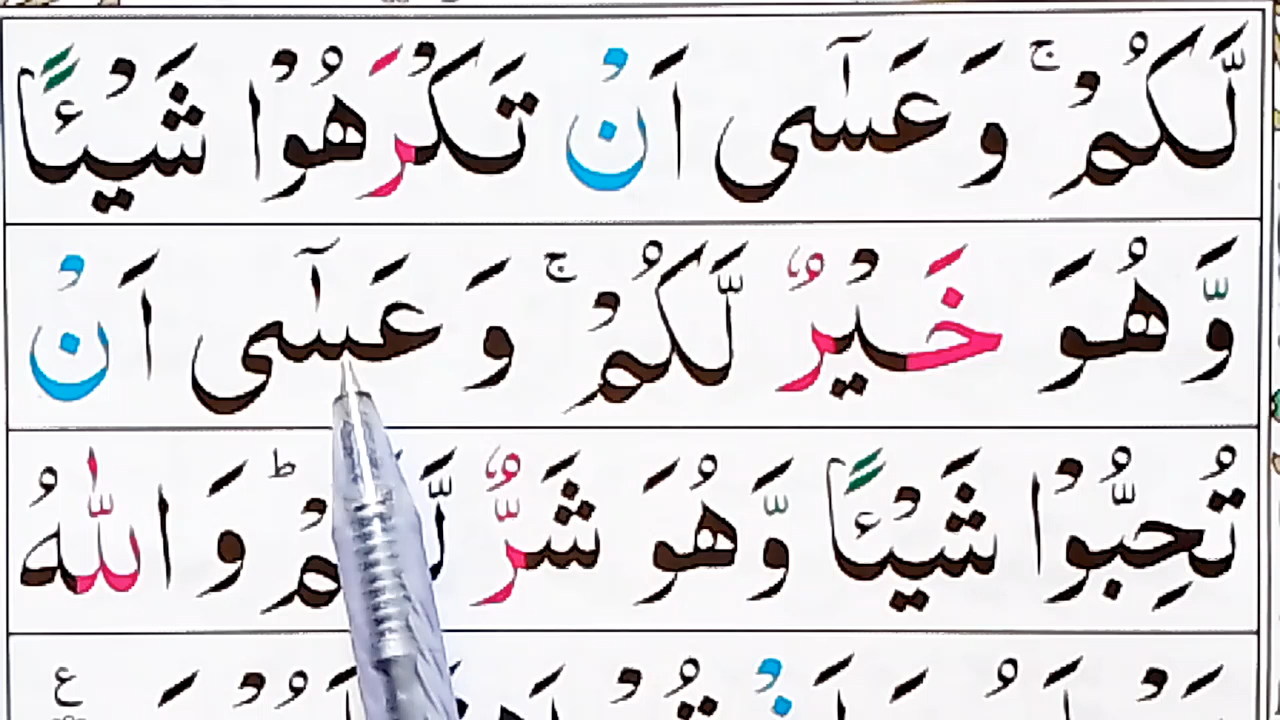 لَّكُمْ ۚ وَعَسٰٓى اَنْ تَكْرَهُوْا شَيْـًٔا
وَّهُوَ خَيْرٌ لَّكُمْ ۚ وَعَسٰٓى اَنْ
تُحِبُّوْا شَيْـًٔا وَّهُوَ شَرٌّ لَّكُمْ ؕ وَاللّٰهُ